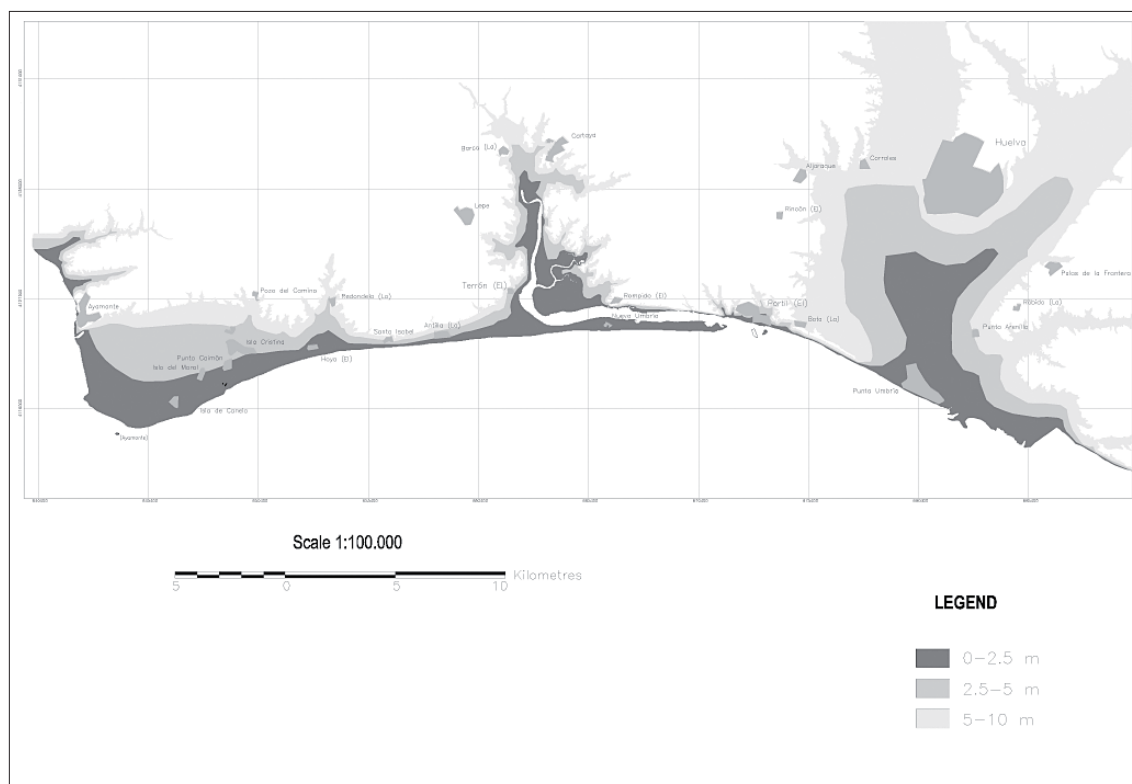 Huelva
Cartaya
Barca (La)
Corrales
Aljaraque
Lepe
Rincón (El)
Palos de la Frontera
Pozo del Camino
Redondela (La)
Terrón (El)
Rompido (El)
Portil (El)
Rábida (La)
Ayamonte
Nueva Umbría
Bota (La)
Antilla (La)
Santa Isabel
Punta Arenilla
Isla Cristina
Punta Caimán
Hoya (El)
Isla del Moral
Punta Umbría
Isla de Canela
(Ayamonte)
Scale 1:100.000
Kilometres
5 0 5 10
LEGEND
0-2.5 m
2.5-5 m
5-10 m